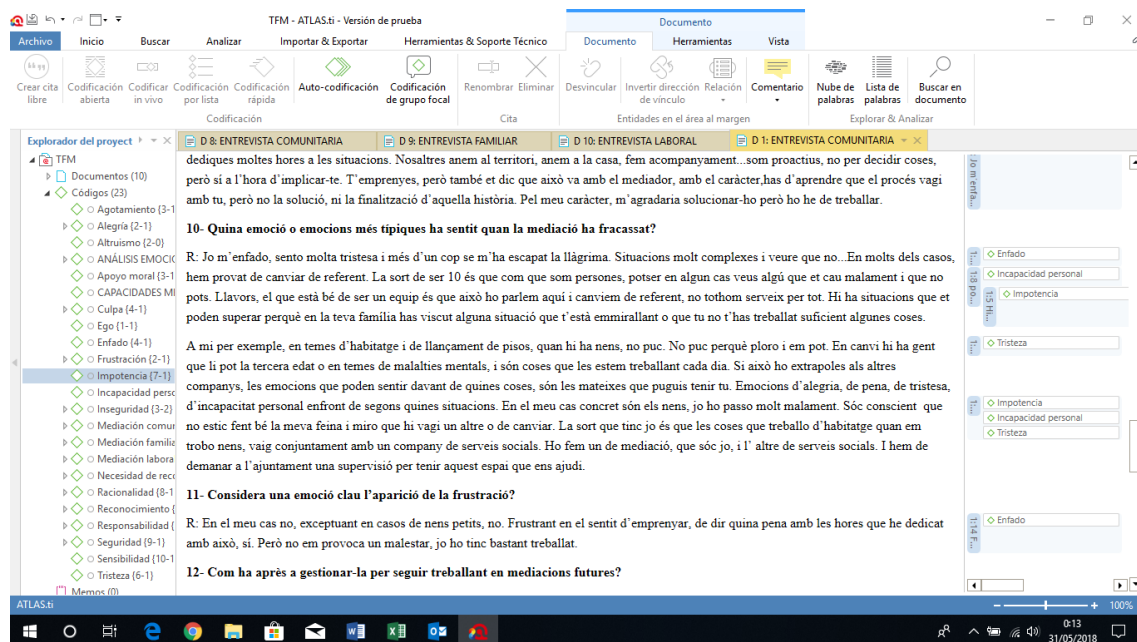 TFM - ATLAS.ti - Versión de prueba
Documento
Archivo Inicio Buscar Analizar Importar & Exportar Herramientas & Soporte Técnico Documento Herramientas Vista
Crear cita libre
Codificación abierta
Codificar in vivo
Codificación por lista
Codificación rápida
Auto-codificación
Codificación de grupo focal
Renombrar Eliminar
Desvincular
Invertir dirección de vínculo
Relación
Comentario
Nube de palabras
Lista de palabras
Buscar en documento
Codificación Cita Entidades en el área al margen Explorar & Analizar
Explorador del proyect
D 8: ENTREVISTA COMUNITARIA
D 9: ENTREVISTA FAMILIAR
D 10: ENTREVISTA LABORAL
D 1: ENTREVISTA COMUNITARIA
TFM
Documentos (10)
Códigos (23)
Agotamiento {3-1
Alegría {2-1}
Altruismo {2-0}
ANÁLISIS EMOCIO
Apoyo moral {3-1
CAPACIDADES MI
Culpa {4-1}
Ego {1-1}
Enfado {4-1}
Frustración {2-1}
Impotencia {7-1}
Incapacidad perso
Inseguridad {3-2}
Mediación comur
Mediación familia
Mediación labora
Necesidad de reco
Racionalidad {8-1
Reconocimiento {
Responsabilidad {
Seguridad {9-1}
Sensibilidad {10-1
Tristeza {6-1}
Memos (0)
dediques moltes hores a les situacions. Nosaltres anem al territori, anem a la casa, fem acompanyament...som proactius, no per decidir coses,
però sí a l'hora d'implicar-te. T'emprenyes, però també et dic que això va amb el mediador, amb el caràcter,has d'aprendre que el procés vagi
amb tu, però no la solució, ni la finalització d'aquella història. Pel meu caràcter, m'agradaria solucionar-ho però ho he de treballar.
10- Quina emoció o emocions més típiques ha sentit quan la mediació ha fracassat?
R: Jo m'enfado, sento molta tristesa i més d'un cop se m'ha escapat la llàgrima. Situacions molt complexes i veure que no...En molts dels casos,
hem provat de canviar de referent. La sort de ser 10 és que com que som persones, potser en algun cas veus algú que et cau malament i que no
pots. Llavors, el que està bé de ser un equip és que això ho parlem aquí i canviem de referent, no tothom serveix per tot. Hi ha situacions que et
poden superar perquè en la teva família has viscut alguna situació que t'està emmirallant o que tu no t'has treballat suficient algunes coses.
A mi per exemple, en temes d'habitatge i de llançament de pisos, quan hi ha nens, no puc. No puc perquè ploro i em pot. En canvi hi ha gent
que li pot la tercera edat o en temes de malalties mentals, i són coses que les estem treballant cada dia. Si això ho extrapoles als altres
companys, les emocions que poden sentir davant de quines coses, són les mateixes que puguis tenir tu. Emocions d'alegria, de pena, de tristesa,
d'incapacitat personal enfront de segons quines situacions. En el meu cas concret són els nens, jo ho passo molt malament. Sóc conscient que
no estic fent bé la meva feina i miro que hi vagi un altre o de canviar. La sort que tinc jo és que les coses que treballo d'habitatge quan em
trobo nens, vaig conjuntament amb un company de serveis socials. Ho fem un de mediació, que sóc jo, i l' altre de serveis socials. I hem de
demanar a l'ajuntament una supervisió per tenir aquest espai que ens ajudi.
11- Considera una emoció clau l'aparició de la frustració?
R: En el meu cas no, exceptuant en casos de nens petits, no. Frustrant en el sentit d'emprenyar, de dir quina pena amb les hores que he dedicat
amb això, sí. Però no em provoca un malestar, jo ho tinc bastant treballat.
12- Com ha après a gestionar-la per seguir treballant en mediacions futures?
Jo m'enfa...
Enfado
1:8 po...
Incapacidad personal
1:5 Hi...
Impotencia
Tristeza
Impotencia
Incapacidad personal
Tristeza
1:14 F...
Enfado
ATLAS.ti
100%
0:13
31/05/2018